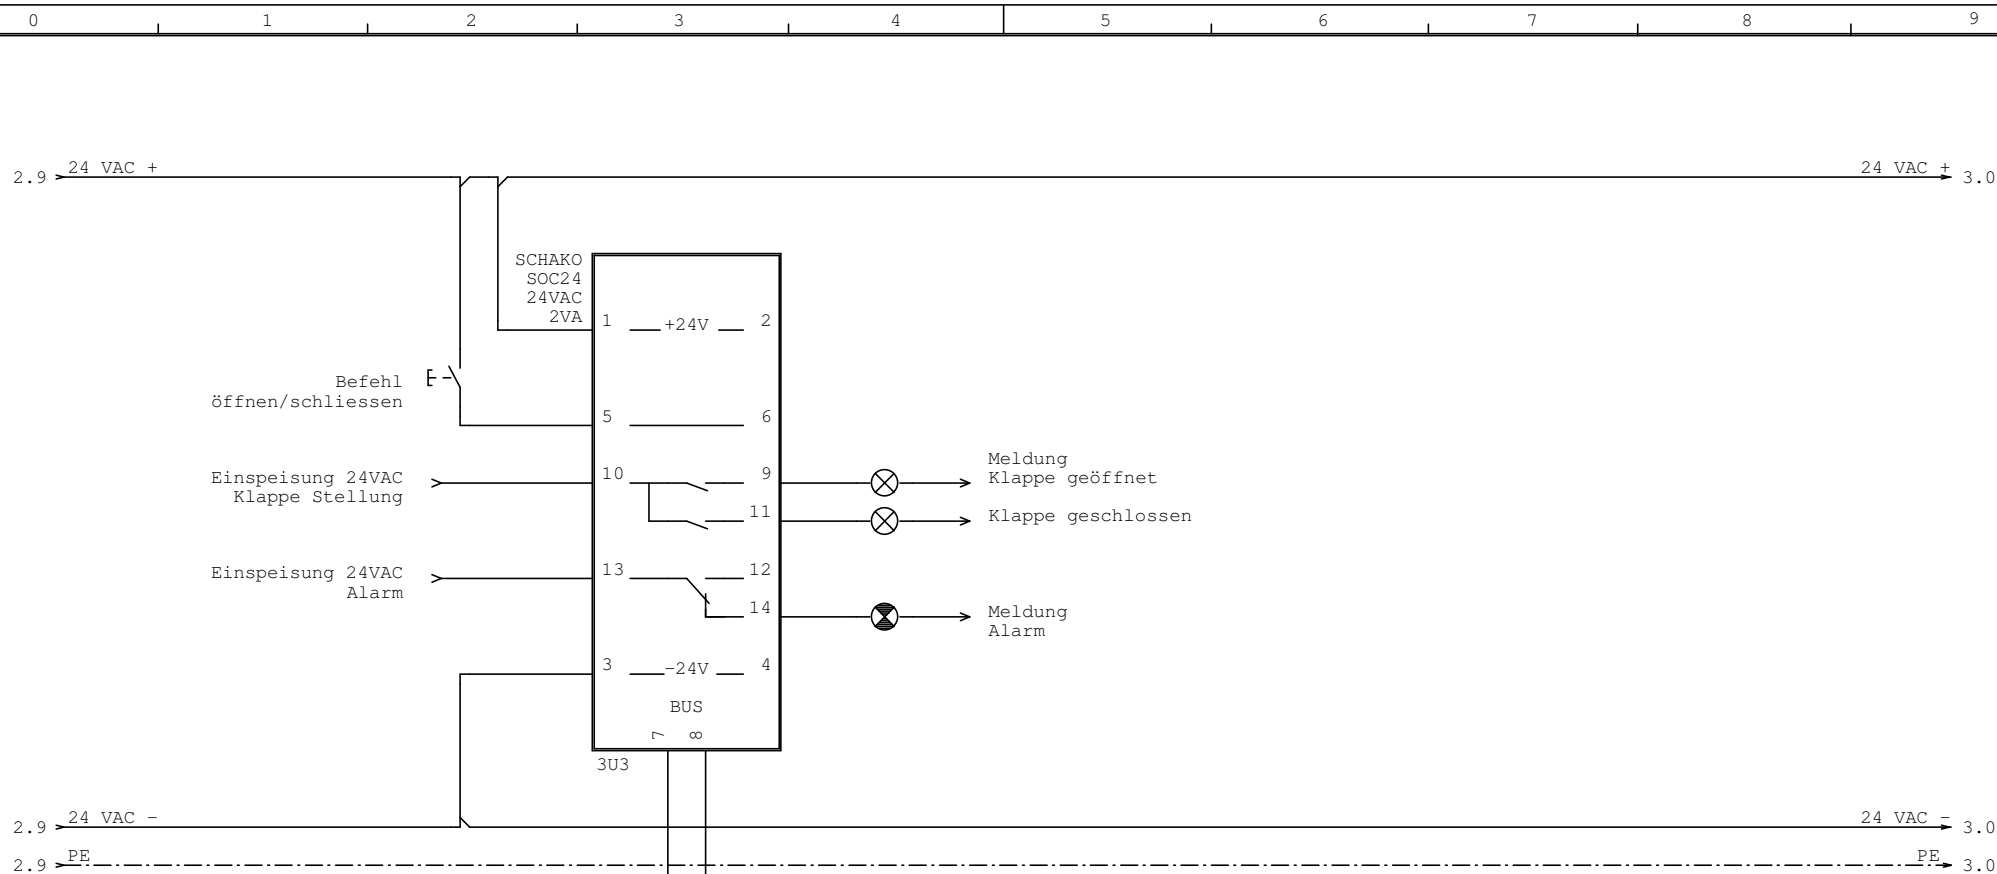 0 1 2 3 4 5 6 7 8 9
24 VAC +
24 VAC +
2.9
3.0
SCHAKO
SOC24
24VAC
2VA
1 +24V 2
Befehl
öffnen/schliessen
5 6
Meldung
Einspeisung 24VAC
Klappe Stellung
10 9
Klappe geöffnet
11
Klappe geschlossen
Einspeisung 24VAC
Alarm
13 12
14
Meldung
Alarm
3 -24V 4
BUS
7 8
3U3
24 VAC -
24 VAC -
2.9
3.0
PE
PE
2.9
3.0